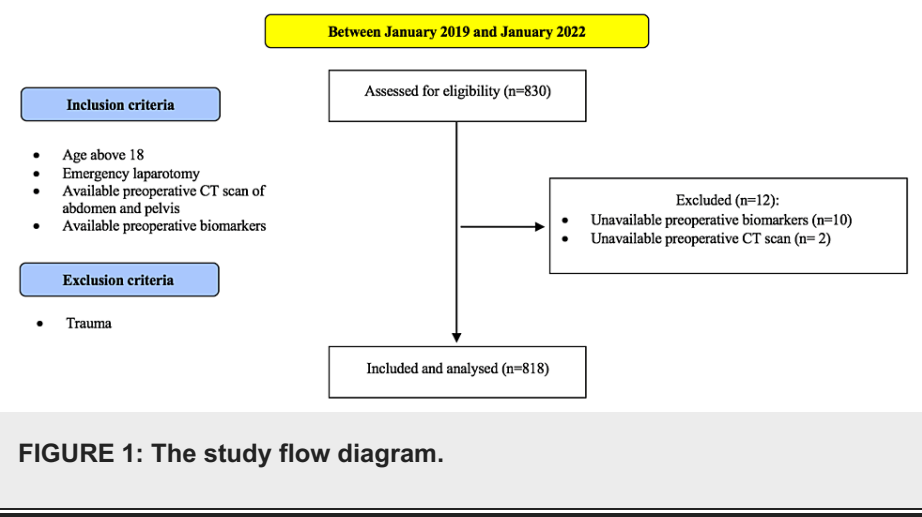 Between January 2019 and January 2022
Assessed for eligibility (n=830)
Inclusion criteria
• Age above 18
• Emergency laparotomy
• Available preoperative CT scan of
abdomen and pelvis
• Available preoperative biomarkers
Excluded (n=12):
• Unavailable preoperative biomarkers (n=10)
• Unavailable preoperative CT scan (n= 2)
Exclusion criteria
• Trauma
Included and analysed (n=818)
FIGURE 1: The study flow diagram.